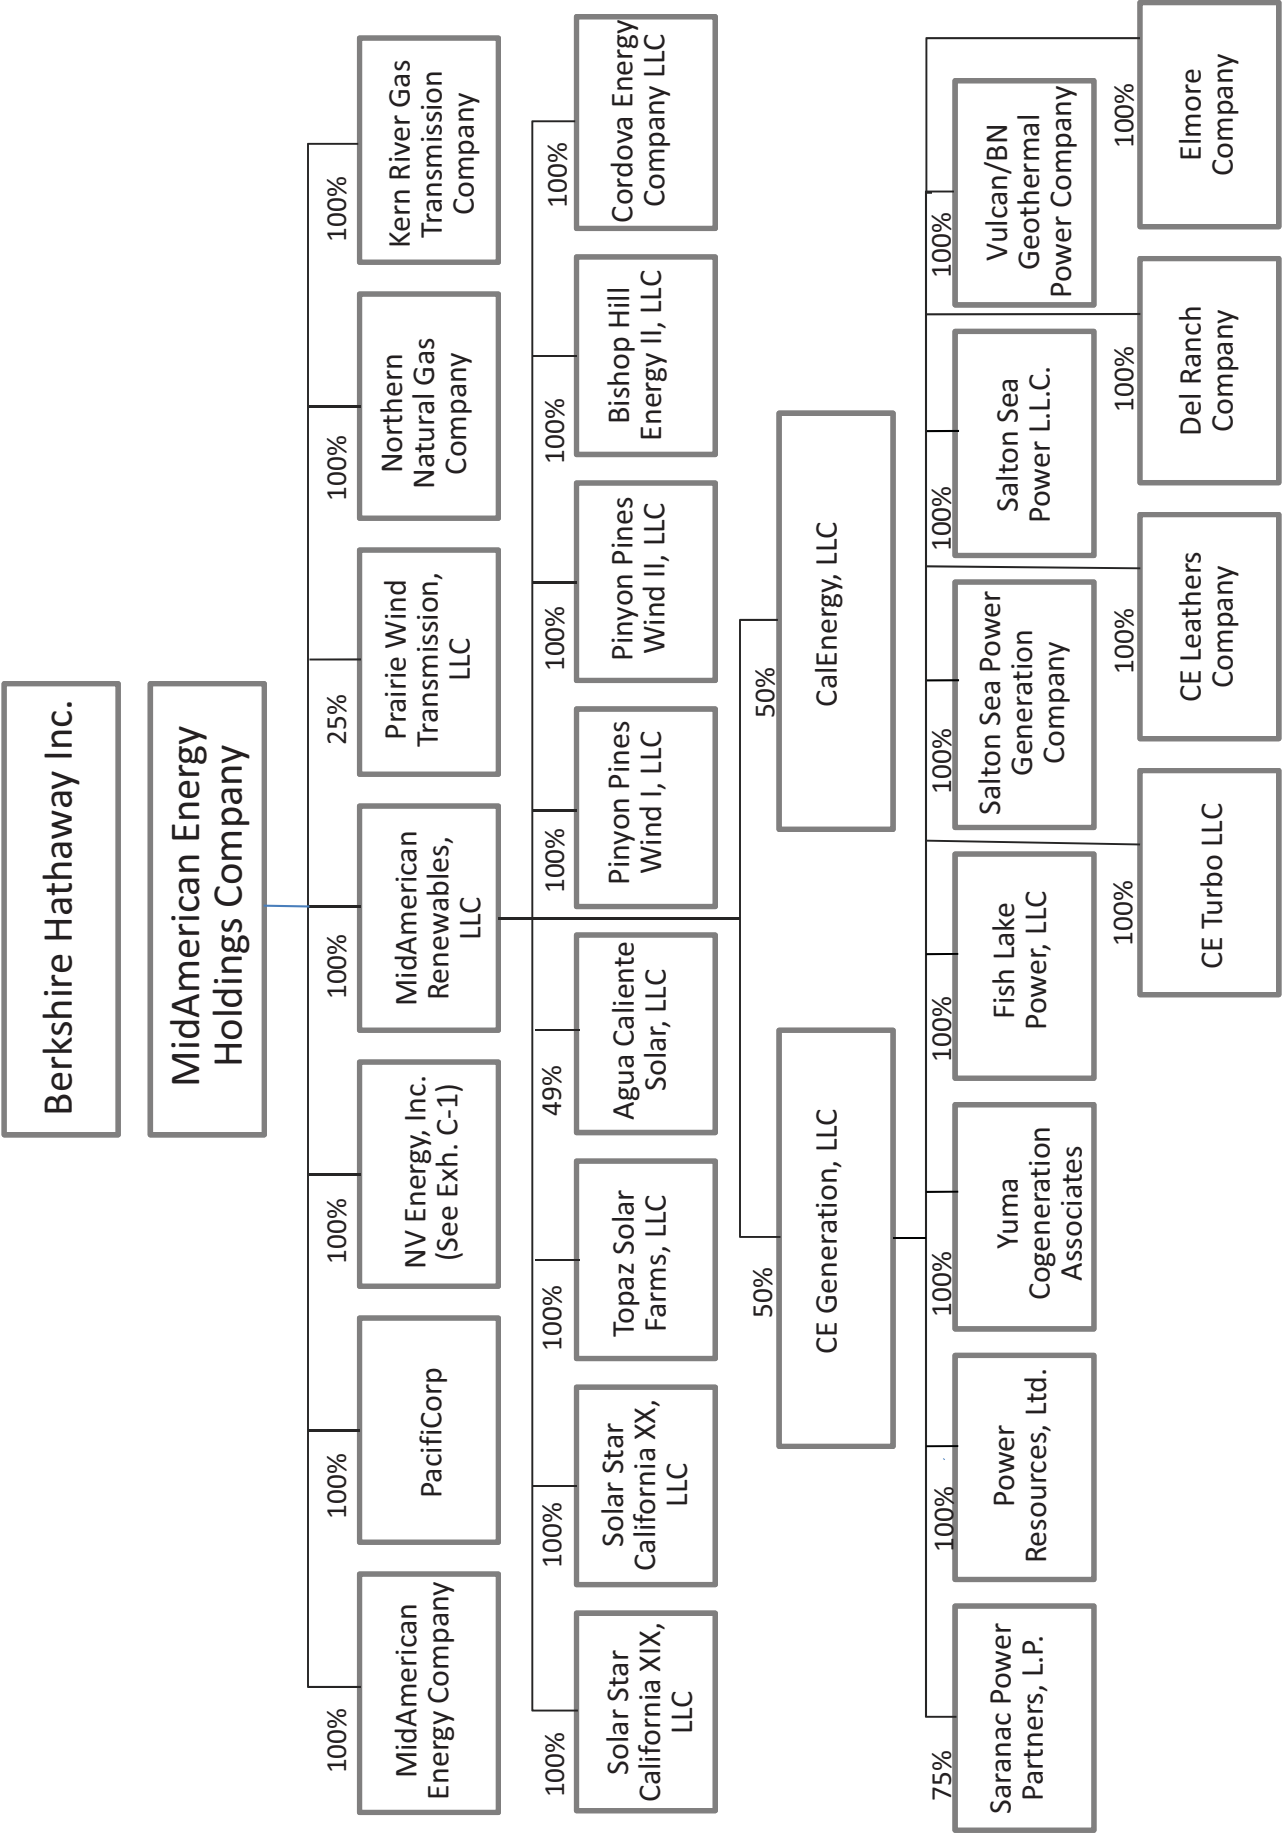 Berkshire Hathaway Inc.
MidAmerican Energy
Holdings Company
100%
MidAmerican
Energy Company
100%
PacifiCorp
100%
NV Energy, Inc.
(See Exh. C-1)
100%
MidAmerican
Renewables,
LLC
25%
Prairie Wind
Transmission,
LLC
100%
Northern
Natural Gas
Company
100%
Kern River Gas
Transmission
Company
100%
Solar Star
California XIX,
LLC
100%
Solar Star
California XX,
LLC
100%
Topaz Solar
Farms, LLC
49%
Agua Caliente
Solar, LLC
100%
Pinyon Pines
Wind I, LLC
100%
Pinyon Pines
Wind II, LLC
100%
Bishop Hill
Energy II, LLC
100%
Cordova Energy
Company LLC
50%
CE Generation, LLC
50%
CalEnergy, LLC
75%
Saranac Power
Partners, L.P.
100%
Power
Resources, Ltd.
100%
Yuma
Cogeneration
Associates
100%
Fish Lake
Power, LLC
100%
Salton Sea Power
Generation
Company
100%
Salton Sea
Power L.L.C.
100%
Vulcan/BN
Geothermal
Power Company
100%
CE Turbo LLC
100%
CE Leathers
Company
100%
Del Ranch
Company
100%
Elmore
Company